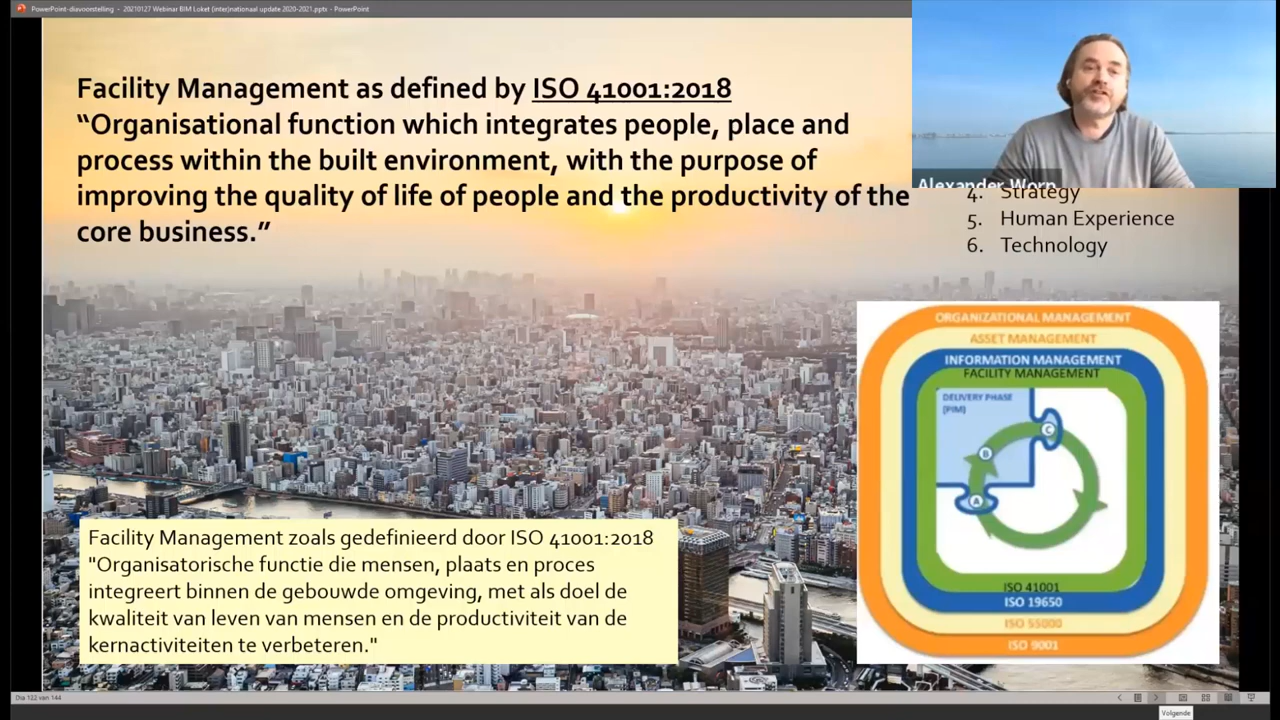 PowerPoint-diavoorstelling - 20210127 Webinar BIM Loket (inter)nationaal update 2020-2021.pptx - PowerPoint
Facility Management as defined by ISO 41001:2018
“Organisational function which integrates people, place and
process within the built environment, with the purpose of
improving the quality of life of people and the productivity of the
core business.”
Alexander Worp
4. Strategy
5. Human Experience
6. Technology
ORGANIZATIONAL MANAGEMENT
ASSET MANAGEMENT
INFORMATION MANAGEMENT
FACILITY MANAGEMENT
DELIVERY PHASE
(PIM)
C
B
A
ISO 41001
ISO 19650
ISO 55000
ISO 9001
Facility Management zoals gedefinieerd door ISO 41001:2018
"Organisatorische functie die mensen, plaats en proces
integreert binnen de gebouwde omgeving, met als doel de
kwaliteit van leven van mensen en de productiviteit van de
kernactiviteiten te verbeteren."
Dia 122 van 144
Volgende